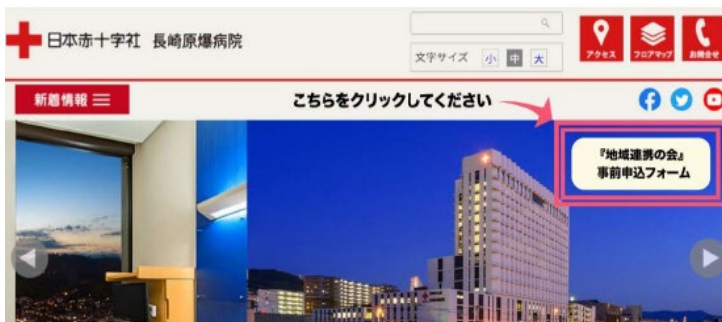 日本赤十字社 長崎原爆病院
文字サイズ 小 中 大
アクセス
フロアマップ
お問合せ
新着情報
こちらをクリックしてください
『地域連携の会』
事前申込フォーム